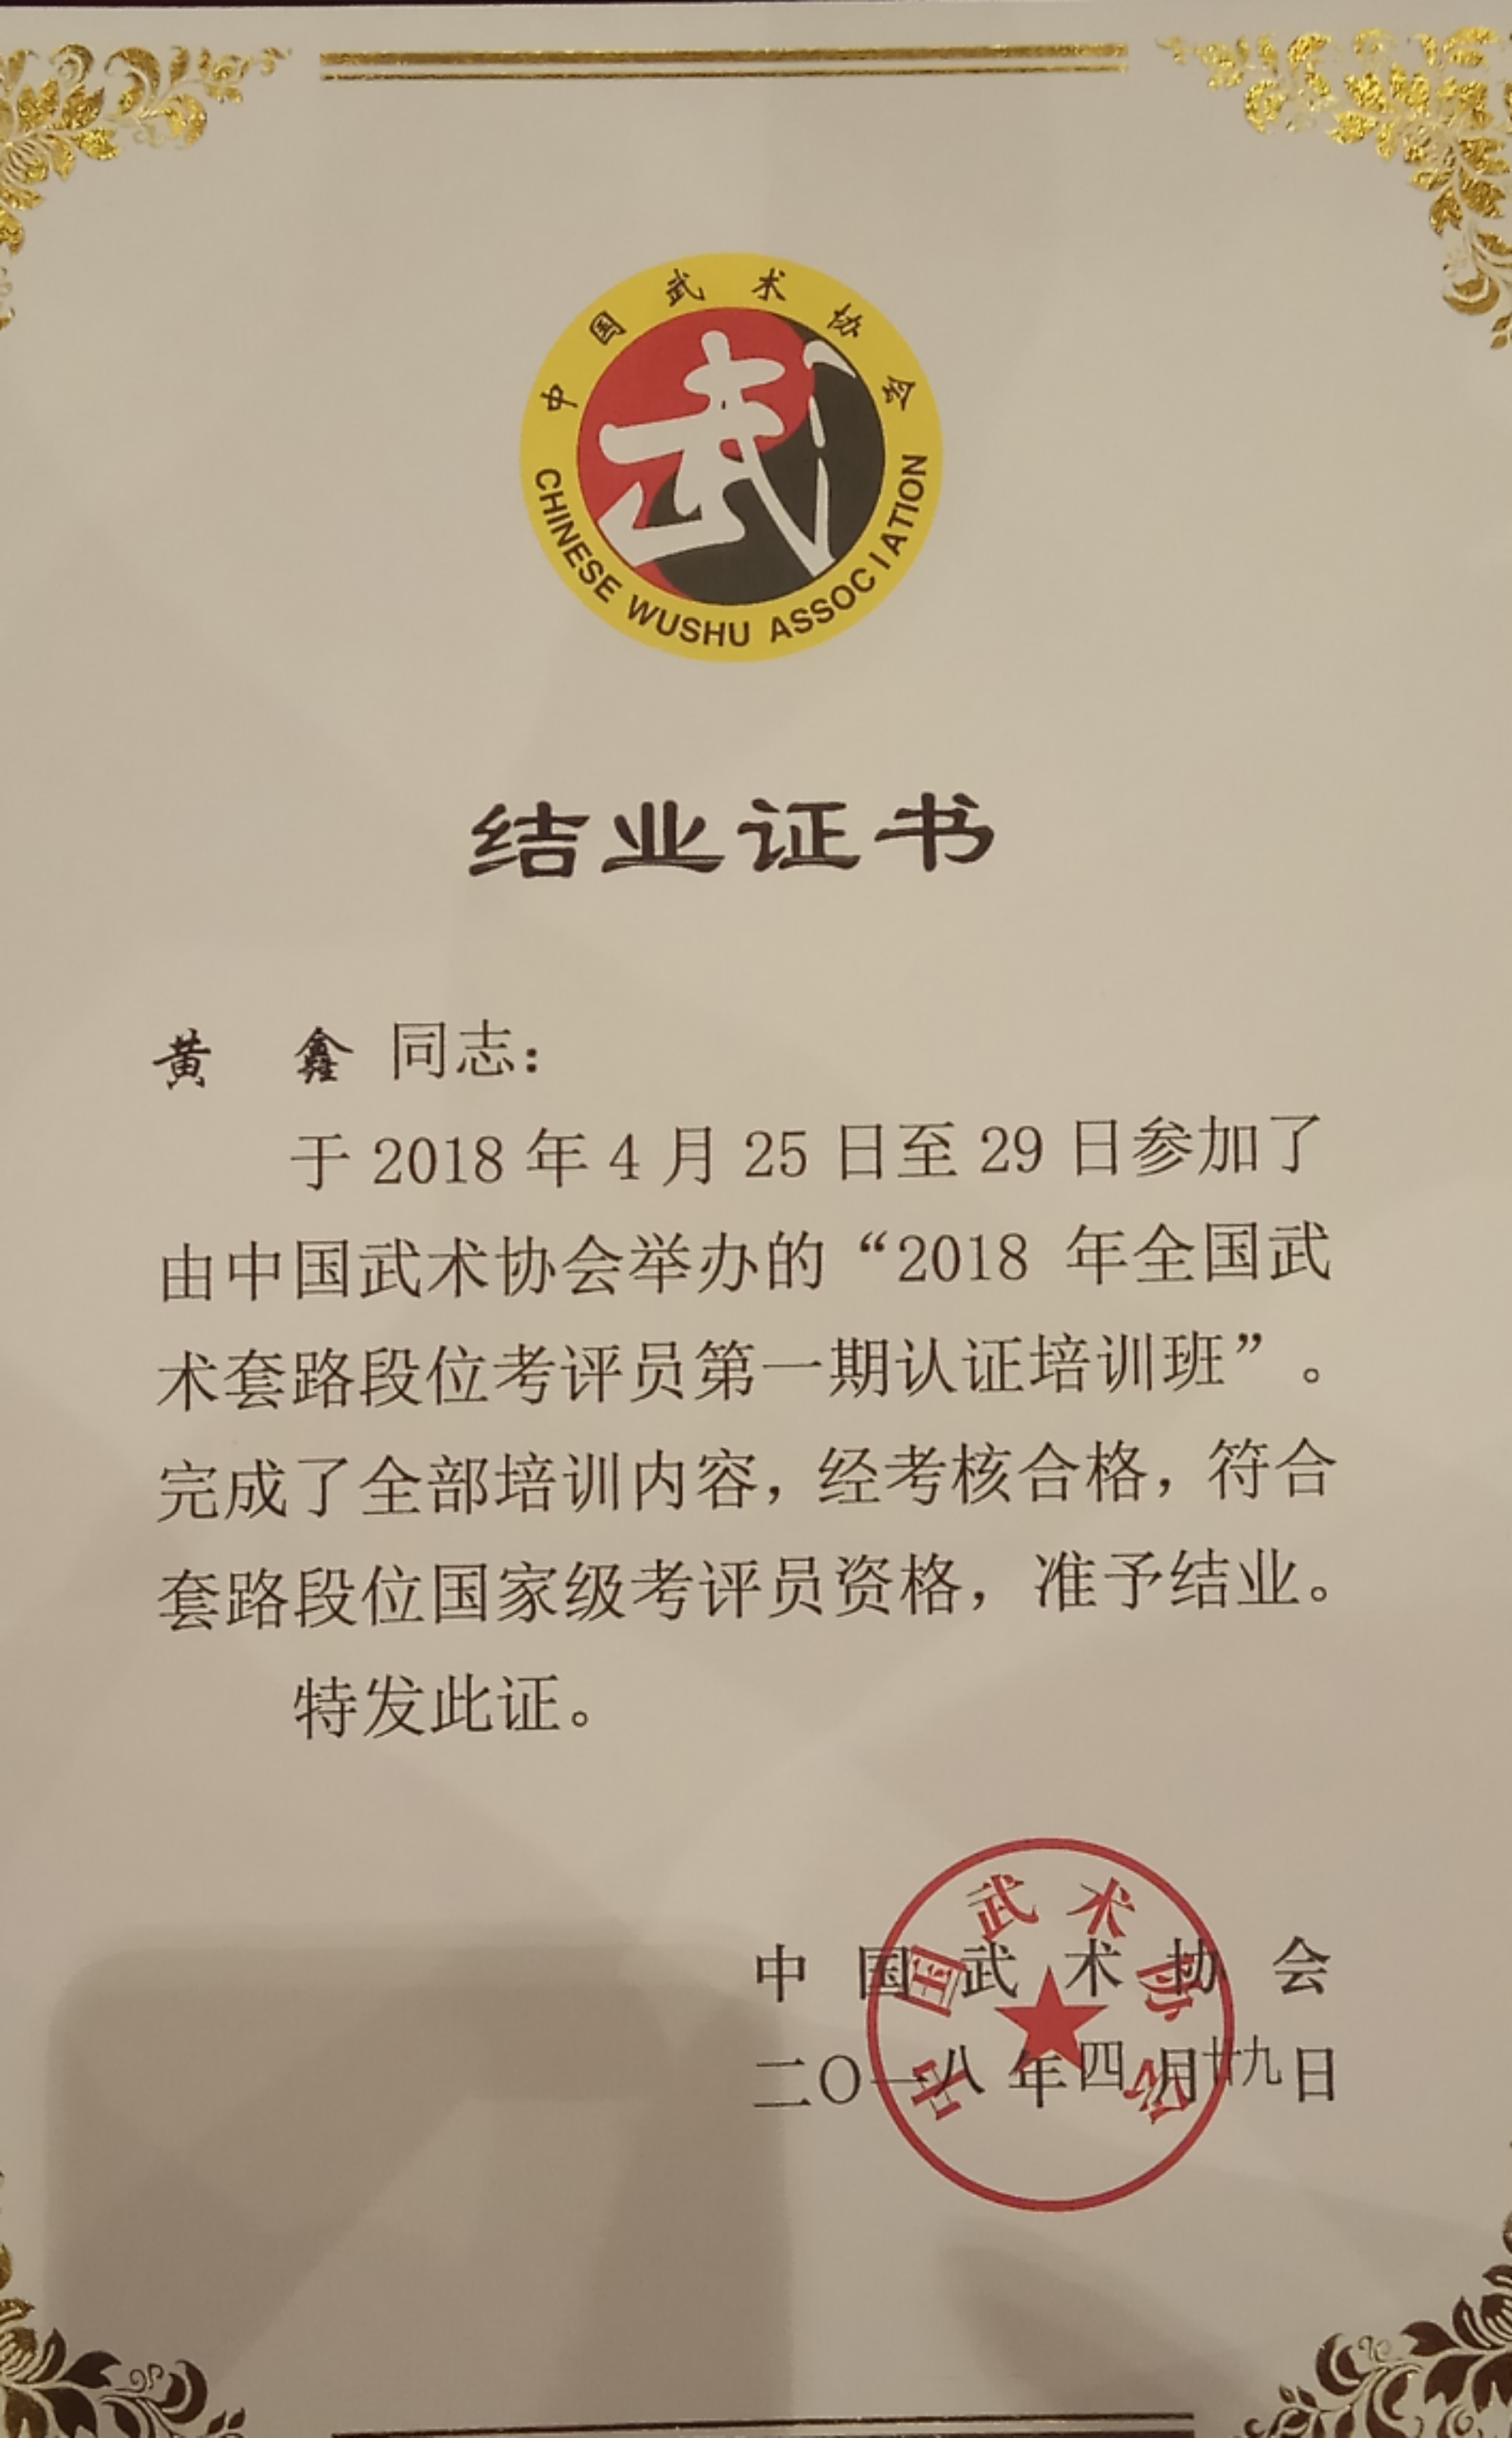 中国武术协会
武
CHINESE WUSHU ASSOCIATION
结业证书
黄 鑫 同志：
于 2018 年 4 月 25 日至 29 日参加了
由中国武术协会举办的“2018 年全国武
术套路段位考评员第一期认证培训班”。
完成了全部培训内容，经考核合格，符合
套路段位国家级考评员资格，准予结业。
特发此证。
中国武术协会
中 国 武 术 协 会
二〇一八 年四 月廿九日